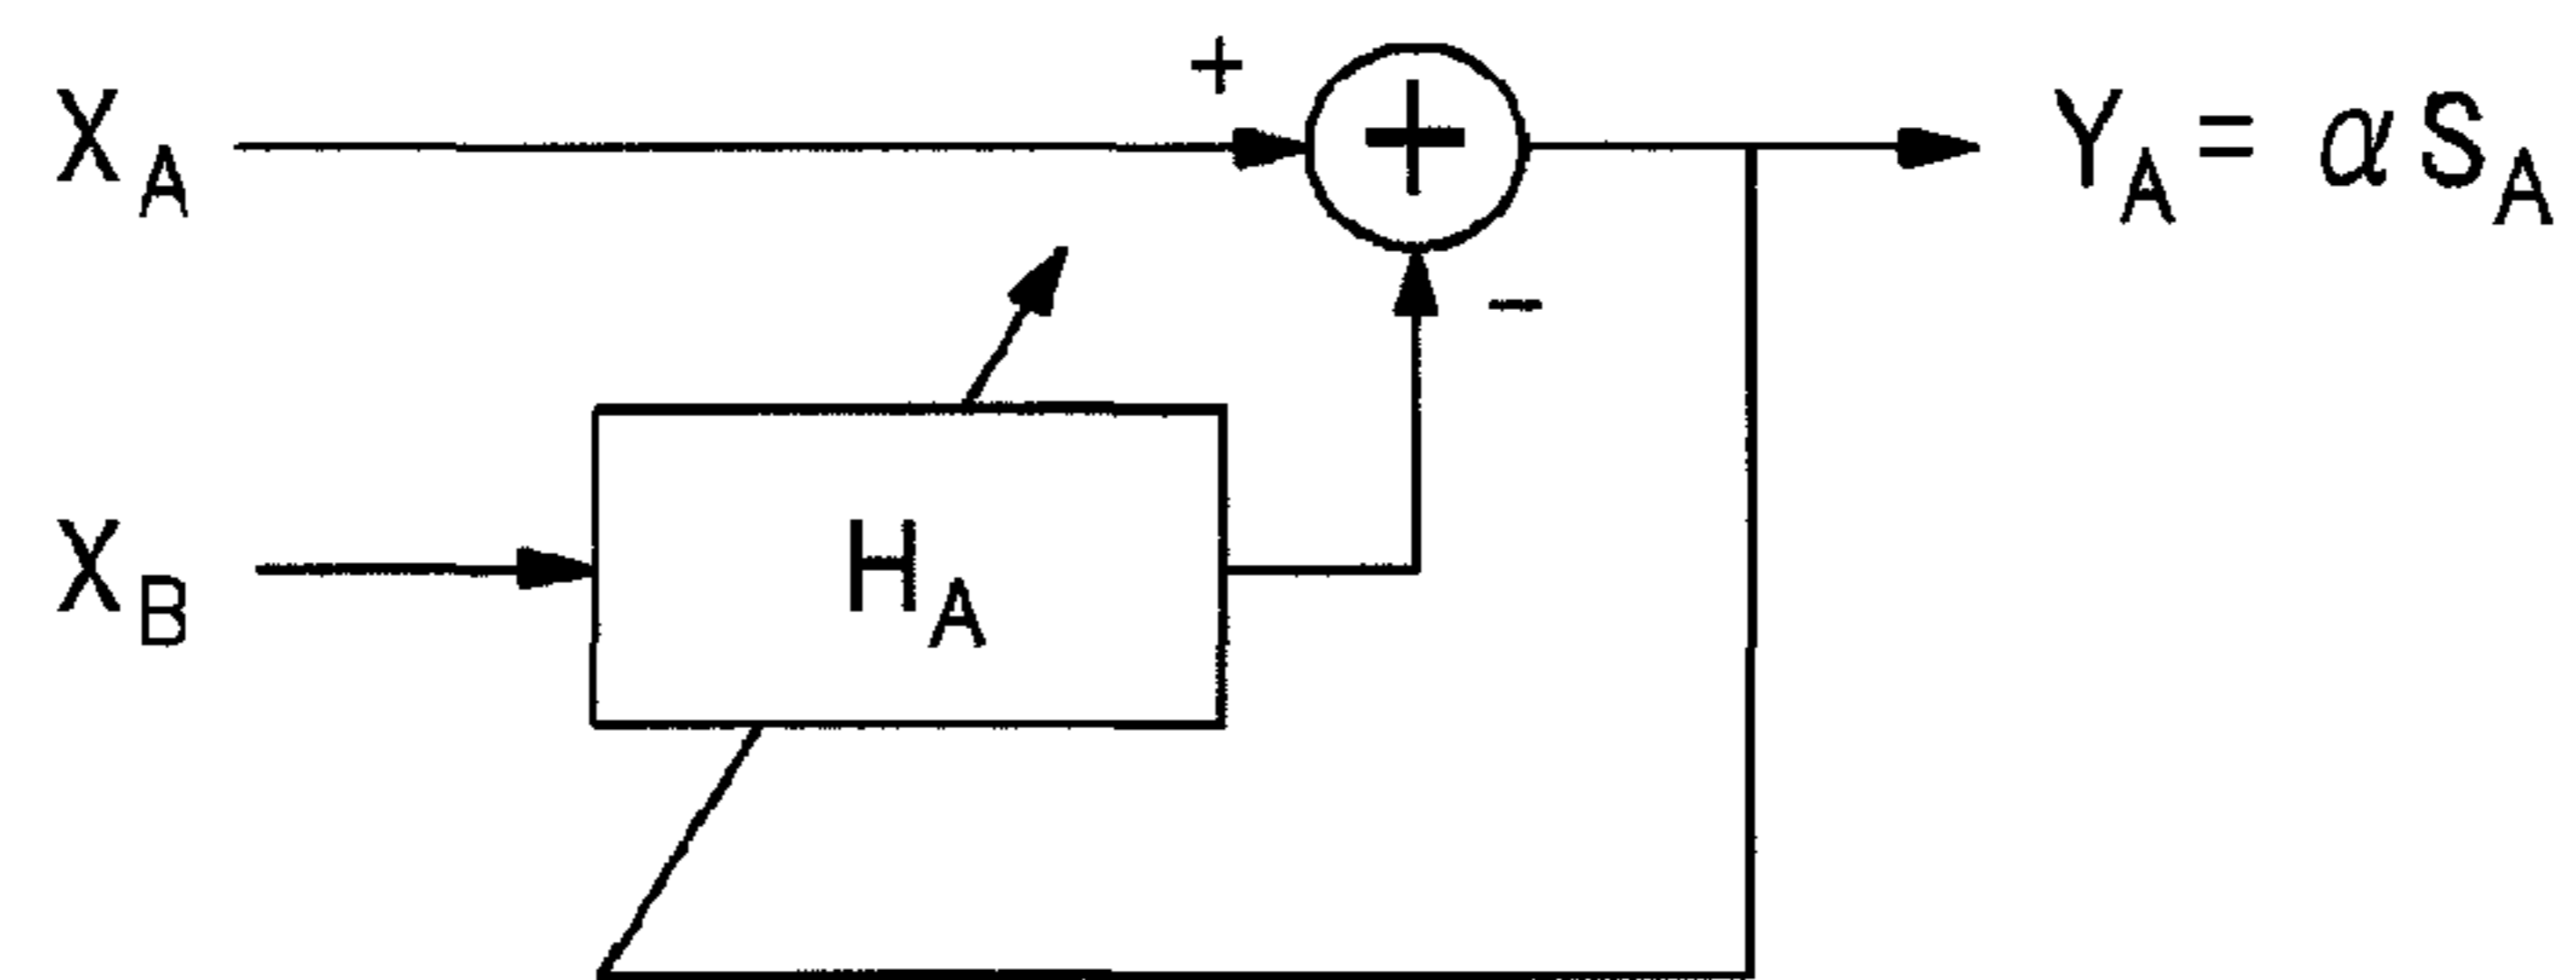 X_A + + Y_A = α S_A
−
X_B H_A